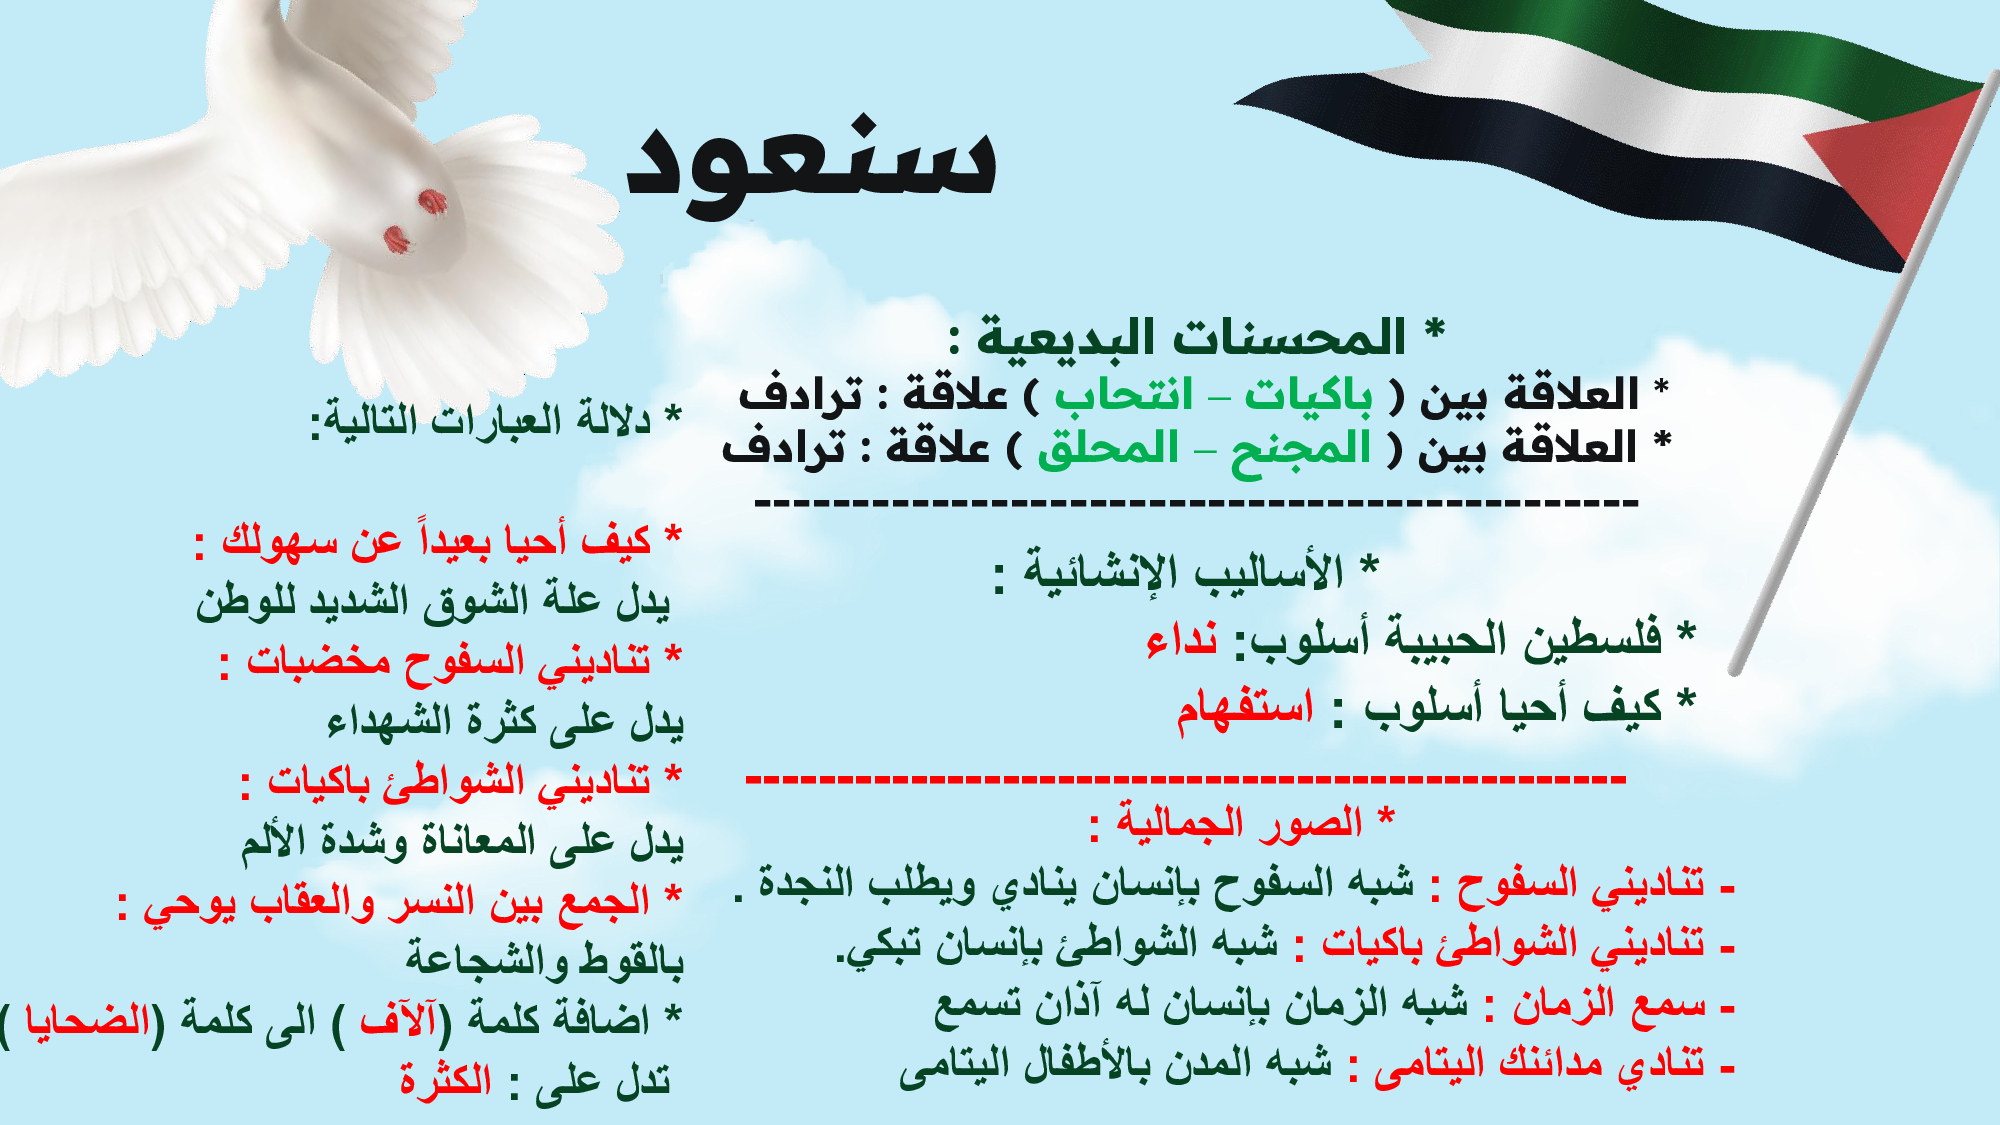 سنعود
* المحسنات البديعية :
* العلاقة بين ( باكيات – انتحاب ) علاقة : ترادف
* العلاقة بين ( المجنح – المحلق ) علاقة : ترادف
---------------------------------------------
* الأساليب الإنشائية :
* فلسطين الحبيبة أسلوب: نداء
* كيف أحيا أسلوب : استفهام
------------------------------------------------
* الصور الجمالية :
- تناديني السفوح : شبه السفوح بإنسان ينادي ويطلب النجدة .
- تناديني الشواطئ باكيات : شبه الشواطئ بإنسان تبكي.
- سمع الزمان : شبه الزمان بإنسان له آذان تسمع
- تنادي مدائنك اليتامى : شبه المدن بالأطفال اليتامى
* دلالة العبارات التالية:
* كيف أحيا بعيداً عن سهولك :
يدل علة الشوق الشديد للوطن
* تناديني السفوح مخضبات :
يدل على كثرة الشهداء
* تناديني الشواطئ باكيات :
يدل على المعاناة وشدة الألم
* الجمع بين النسر والعقاب يوحي :
بالقوط والشجاعة
* اضافة كلمة (آلآف ) الى كلمة (الضحايا )
تدل على : الكثرة